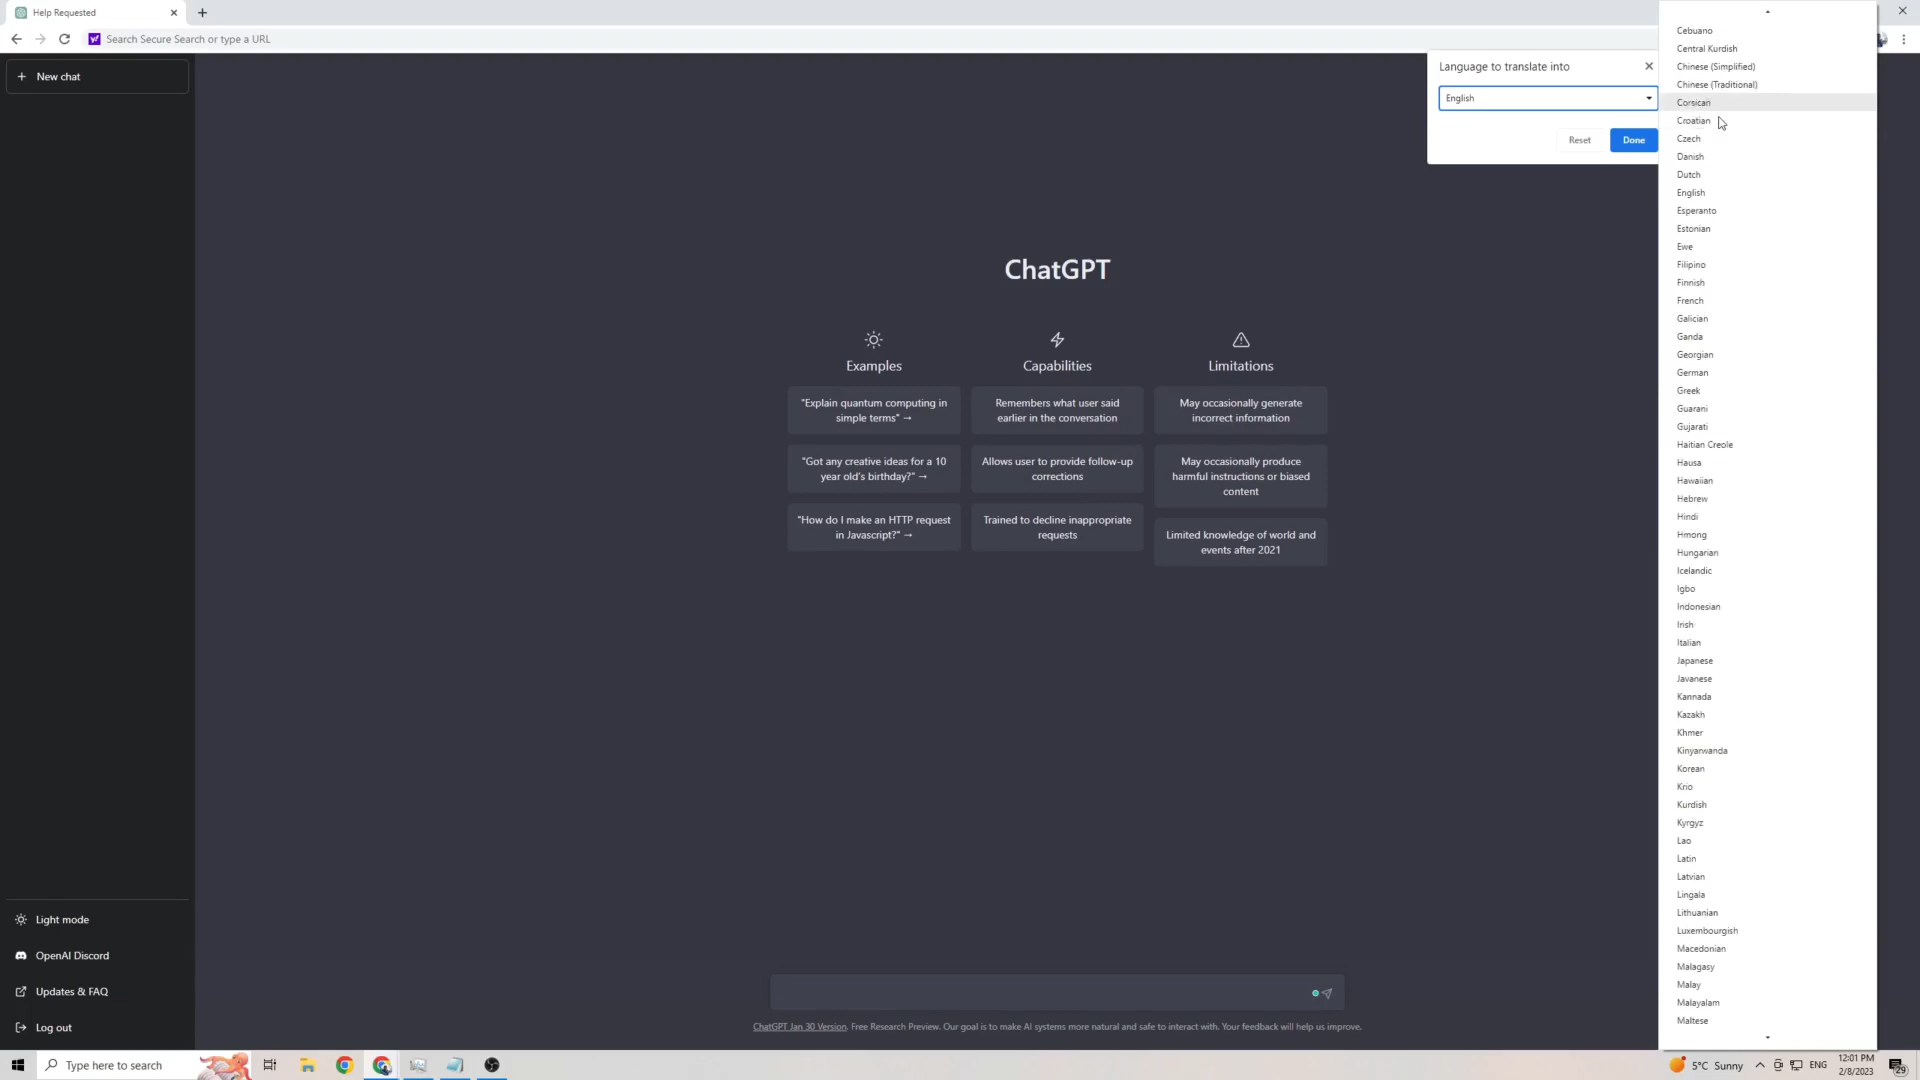 Help Requested
Search Secure Search or type a URL
New chat
Language to translate into
English
Reset
Done
ChatGPT
Examples
"Explain quantum computing in
simple terms" →
"Got any creative ideas for a 10
year old's birthday?" →
"How do I make an HTTP request
in Javascript?" →
Capabilities
Remembers what user said
earlier in the conversation
Allows user to provide follow-up
corrections
Trained to decline inappropriate
requests
Limitations
May occasionally generate
incorrect information
May occasionally produce
harmful instructions or biased
content
Limited knowledge of world and
events after 2021
Cebuano
Central Kurdish
Chinese (Simplified)
Chinese (Traditional)
Corsican
Croatian
Czech
Danish
Dutch
English
Esperanto
Estonian
Ewe
Filipino
Finnish
French
Galician
Ganda
Georgian
German
Greek
Guarani
Gujarati
Haitian Creole
Hausa
Hawaiian
Hebrew
Hindi
Hmong
Hungarian
Icelandic
Igbo
Indonesian
Irish
Italian
Japanese
Javanese
Kannada
Kazakh
Khmer
Kinyarwanda
Korean
Krio
Kurdish
Kyrgyz
Lao
Latin
Latvian
Lingala
Lithuanian
Luxembourgish
Macedonian
Malagasy
Malay
Malayalam
Maltese
Light mode
OpenAI Discord
Updates & FAQ
Log out
ChatGPT Jan 30 Version. Free Research Preview. Our goal is to make AI systems more natural and safe to interact with. Your feedback will help us improve.
Type here to search
5°C Sunny
ENG
12:01 PM
2/8/2023
29